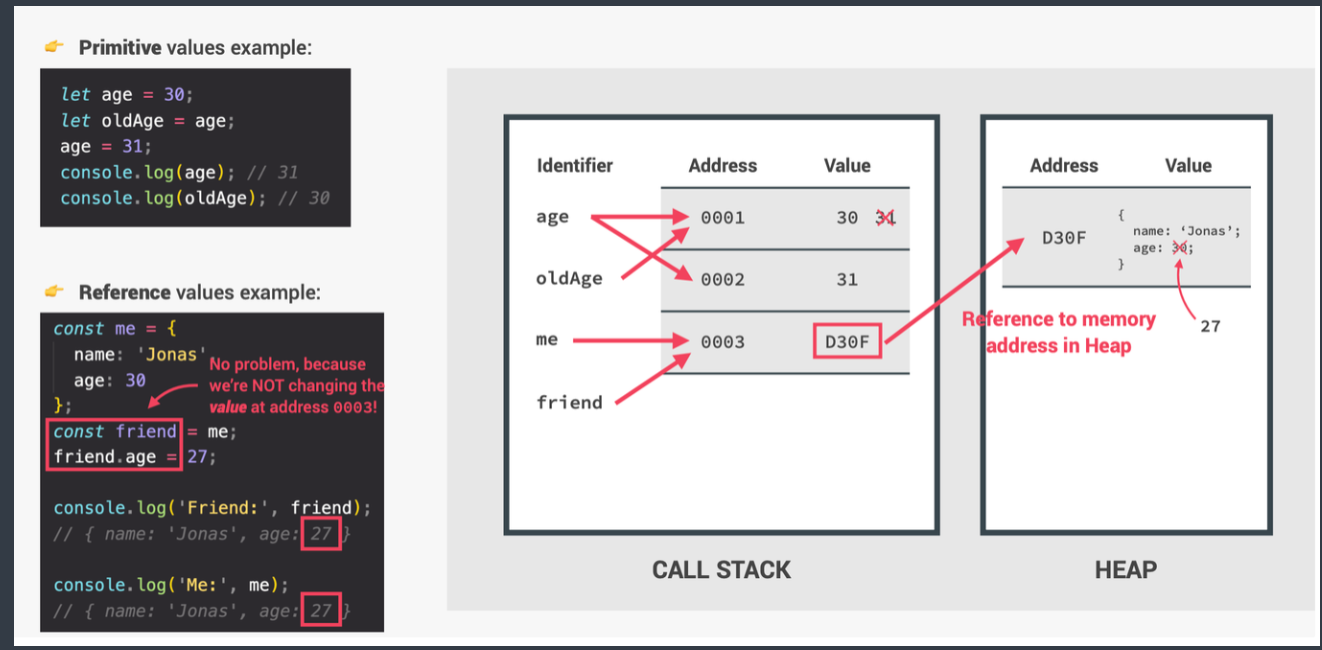 👉 Primitive values example:
let age = 30;
let oldAge = age;
age = 31;
console.log(age); // 31
console.log(oldAge); // 30
👉 Reference values example:
const me = {
name: 'Jonas'
age: 30
};
const friend = me;
friend.age = 27;
No problem, because
we're NOT changing the
value at address 0003!
console.log('Friend:', friend);
// { name: 'Jonas', age: 27 }
console.log('Me:', me);
// { name: 'Jonas', age: 27 }
Identifier Address Value
age 0001 30 31
oldAge 0002 31
me 0003 D30F
friend
CALL STACK
Address Value
D30F
{
name: ‘Jonas’;
age: 30;
}
27
Reference to memory
address in Heap
HEAP